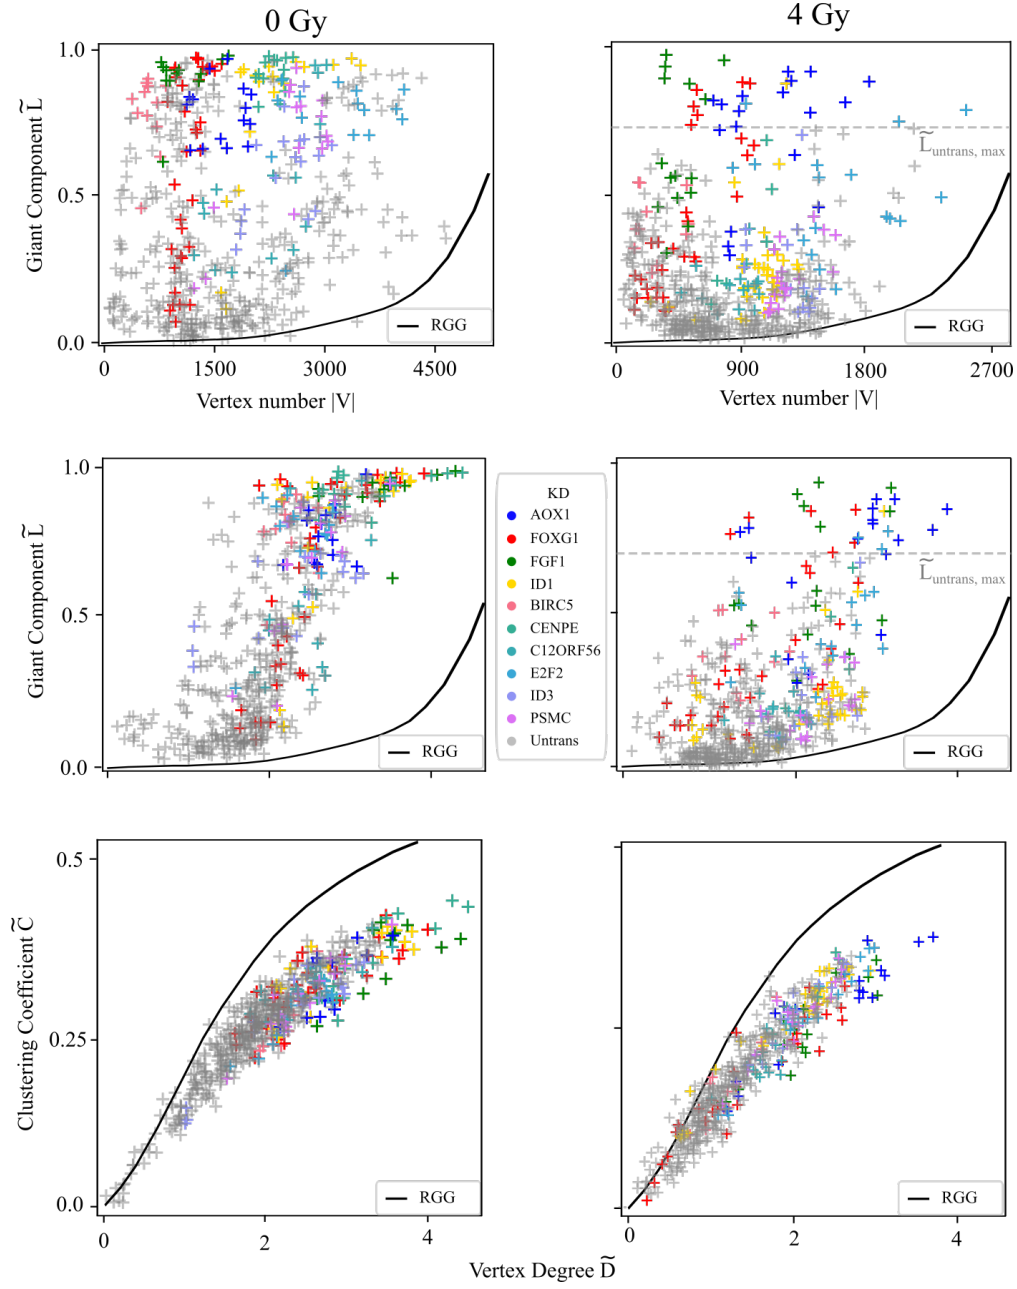 0 Gy
4 Gy
Giant Component L̃
1.0
0.5
0.0
RGG
0 1500 3000 4500
Vertex number |V|
L̃untrans, max
RGG
0 900 1800 2700
Vertex number |V|
Giant Component L̃
1.0
0.5
0.0
RGG
KD
AOX1
FOXG1
FGF1
ID1
BIRC5
CENPE
C12ORF56
E2F2
ID3
PSMC
Untrans
L̃untrans, max
RGG
Clustering Coefficient C̃
0.5
0.25
0.0
RGG
0 2 4
RGG
0 2 4
Vertex Degree D̃